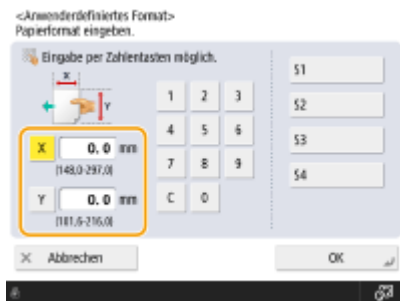 <Anwenderdefiniertes Format>
Papierformat eingeben.
Eingabe per Zahlentasten möglich.
X
Y
1 2 3
4 5 6
7 8 9
C 0
X 0.0 mm
(148,0-297,0)
Y 0.0 mm
(101,6-216,0)
S1
S2
S3
S4
Abbrechen
OK